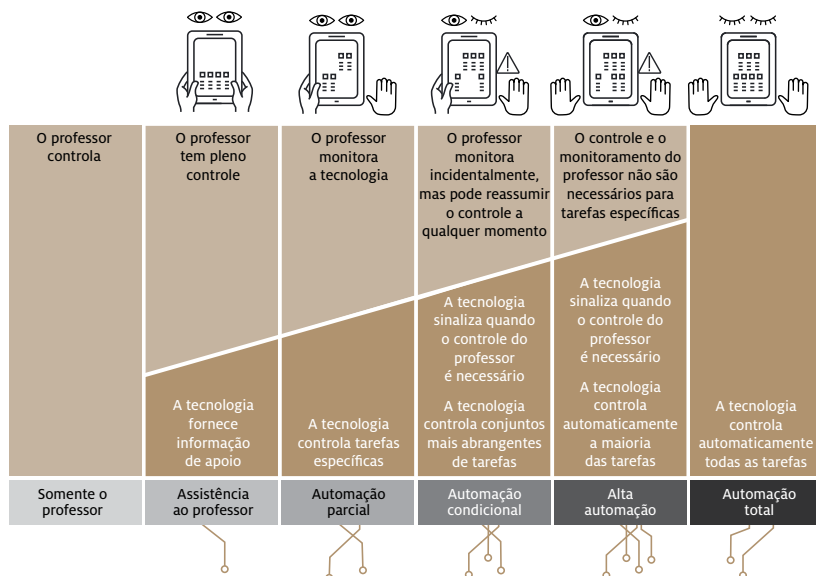 O professor
controla
O professor
tem pleno
controle
O professor
monitora
a tecnologia
O professor
monitora
incidentalmente,
mas pode reassumir
o controle a
qualquer momento
O controle e o
monitoramento do
professor não são
necessários para
tarefas específicas
A tecnologia
fornece
informação
de apoio
A tecnologia
controla tarefas
específicas
A tecnologia
sinaliza quando
o controle do
professor
é necessário
A tecnologia
controla conjuntos
mais abrangentes
de tarefas
A tecnologia
sinaliza quando
o controle do
professor
é necessário
A tecnologia
controla
automaticamente
a maioria
das tarefas
A tecnologia
controla
automaticamente
todas as tarefas
Somente o
professor
Assistência
ao professor
Automação
parcial
Automação
condicional
Alta
automação
Automação
total